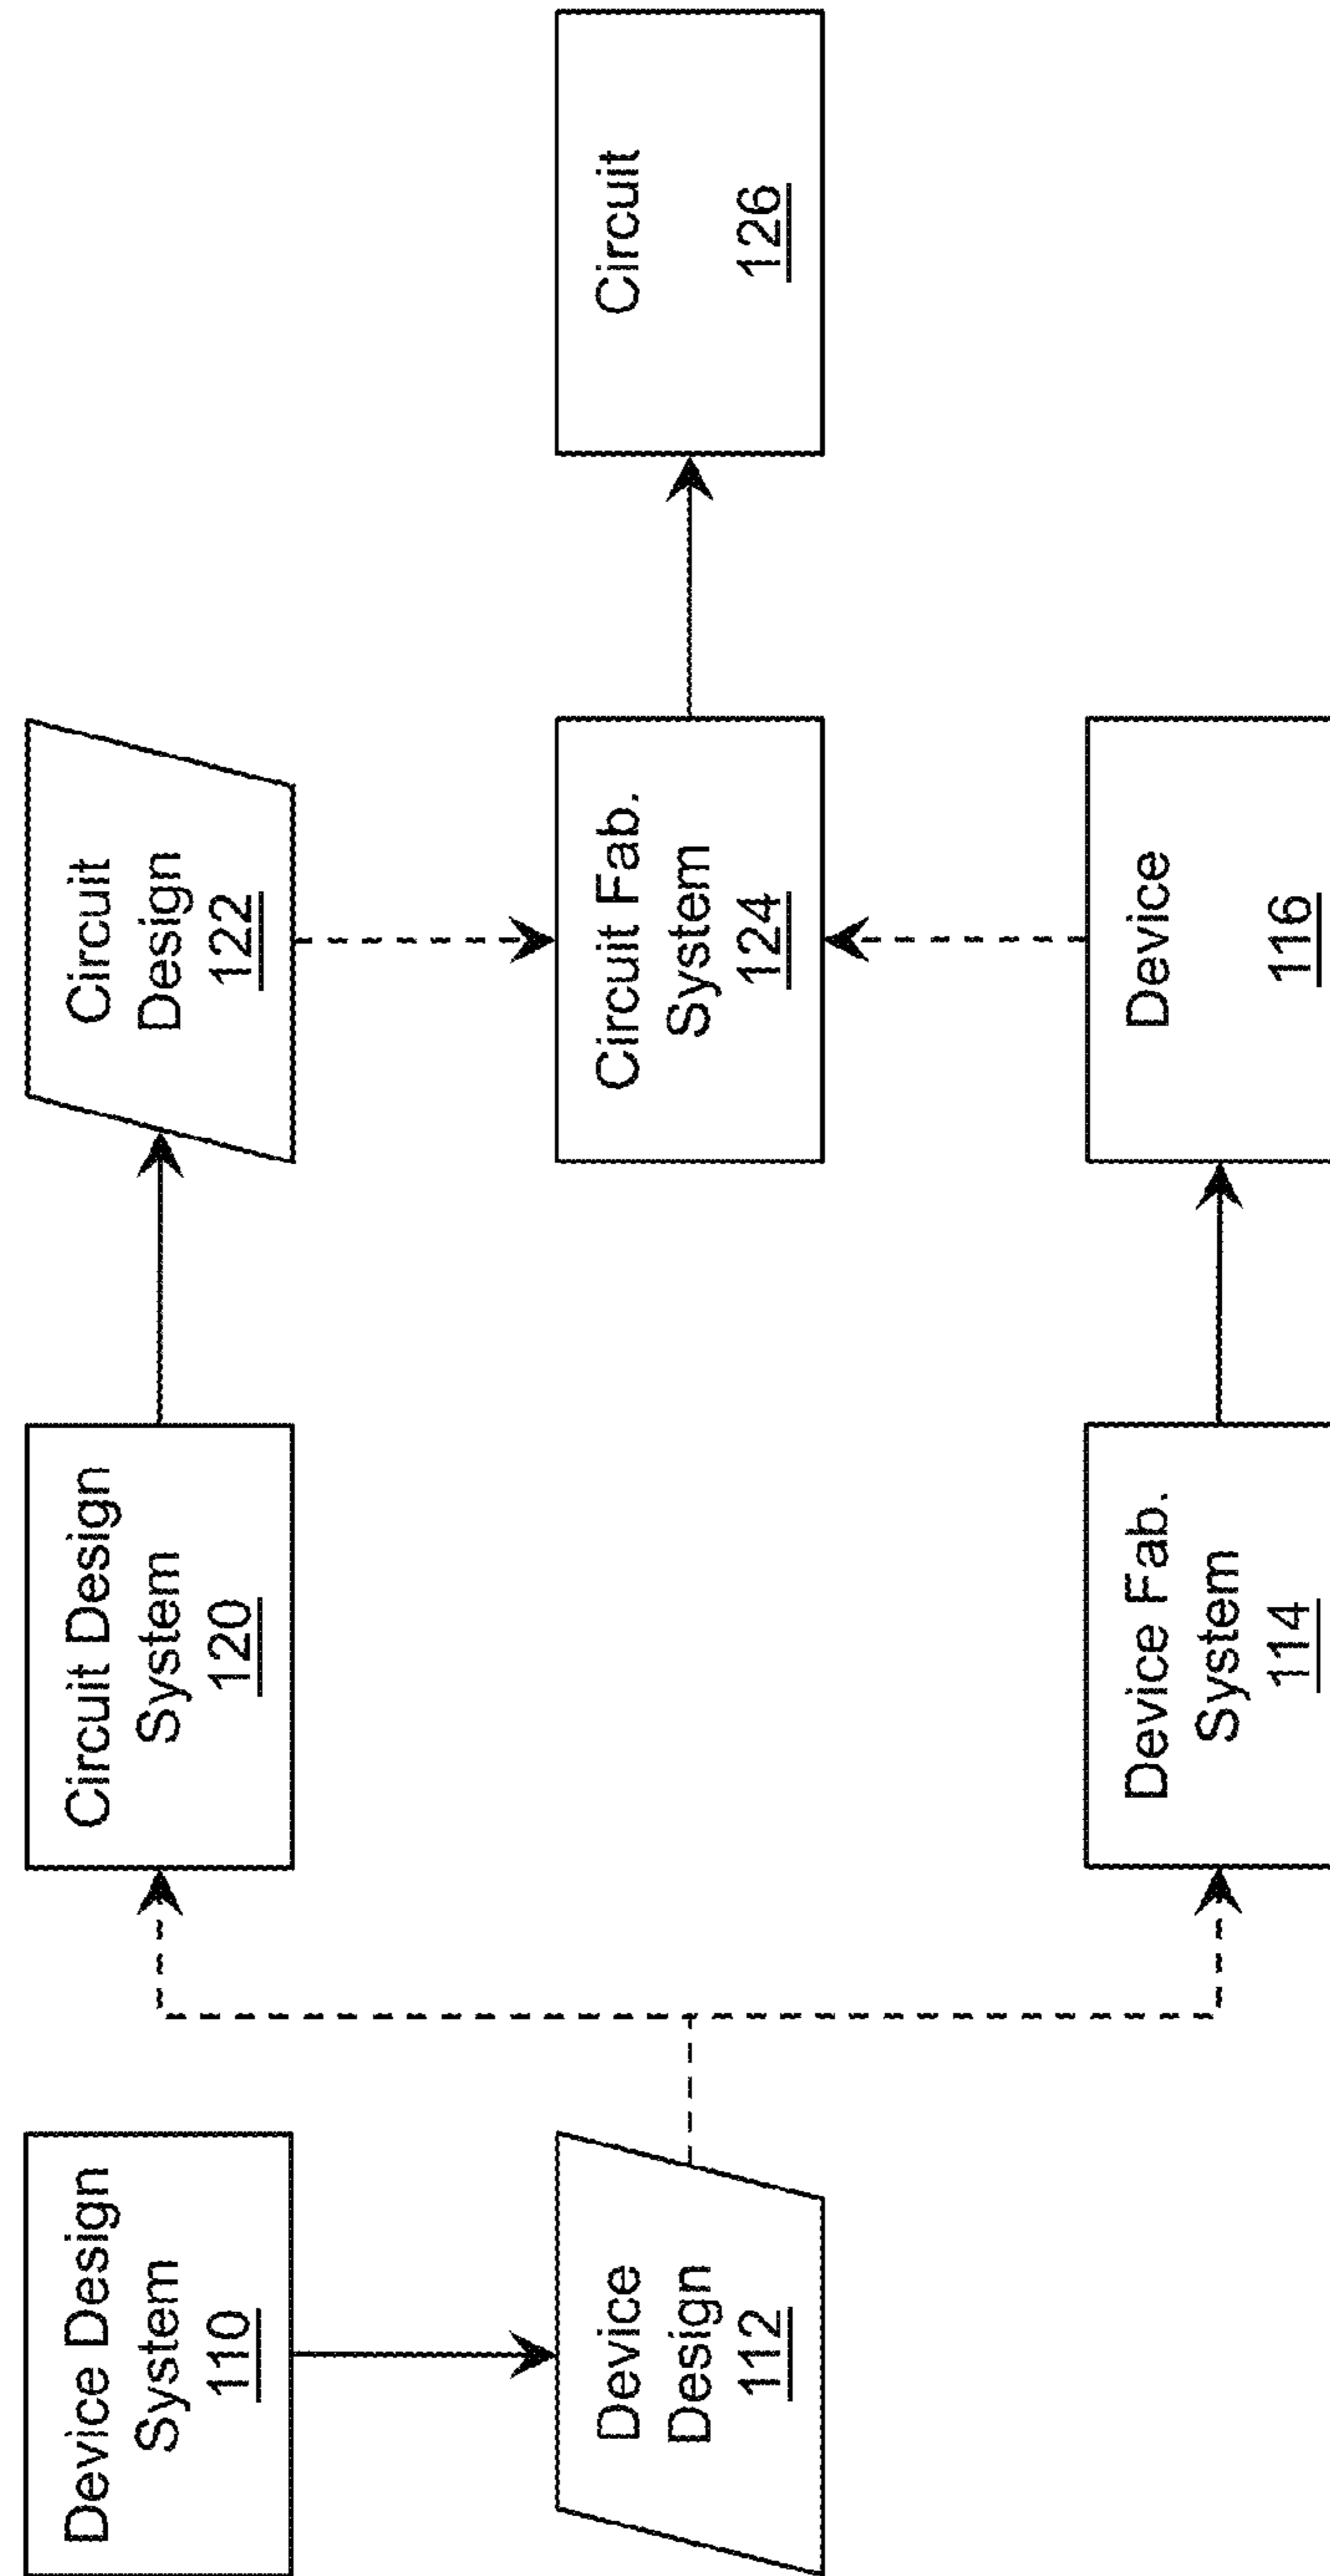 Device Design
System
110
Device
Design
112
Circuit Design
System
120
Device Fab.
System
114
Circuit
Design
122
Circuit Fab.
System
124
Device
116
Circuit
126